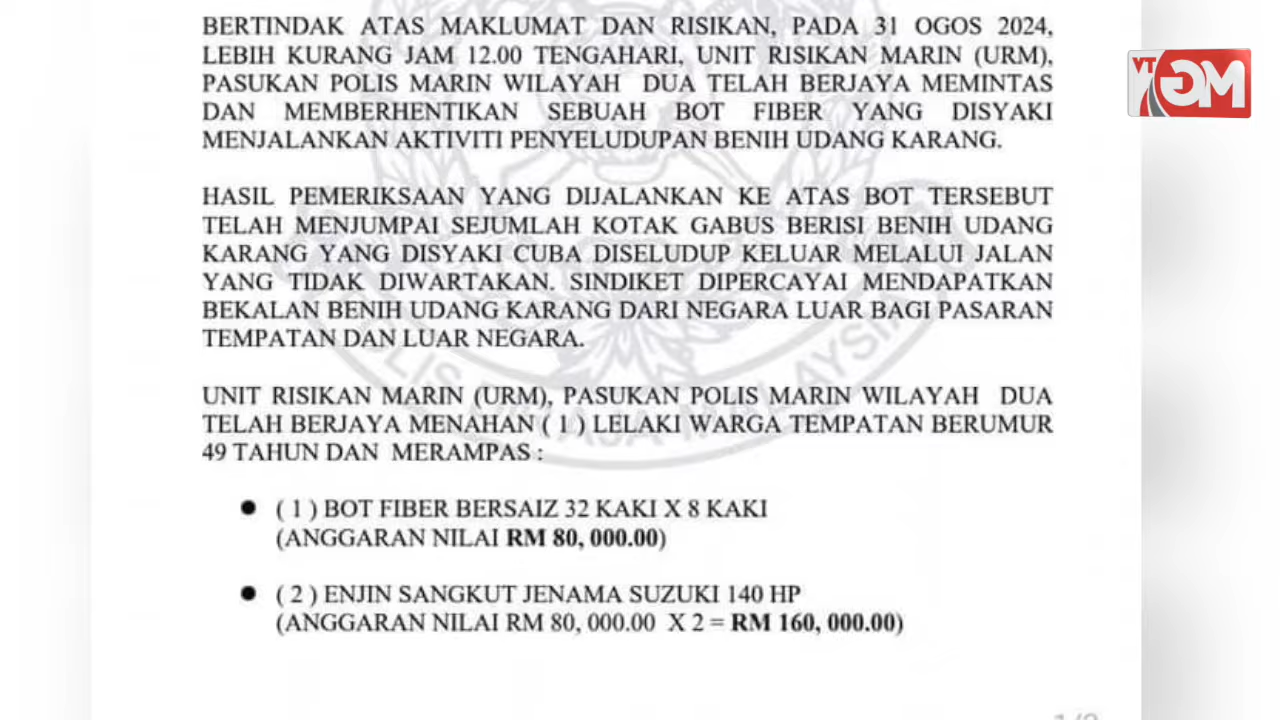 BERTINDAK ATAS MAKLUMAT DAN RISIKAN, PADA 31 OGOS 2024,
LEBIH KURANG JAM 12.00 TENGAHARI, UNIT RISIKAN MARIN (URM),
PASUKAN POLIS MARIN WILAYAH DUA TELAH BERJAYA MEMINTAS
DAN MEMBERHENTIKAN SEBUAH BOT FIBER YANG DISYAKI
MENJALANKAN AKTIVITI PENYELUDUPAN BENIH UDANG KARANG.
HASIL PEMERIKSAAN YANG DIJALANKAN KE ATAS BOT TERSEBUT
TELAH MENJUMPAI SEJUMLAH KOTAK GABUS BERISI BENIH UDANG
KARANG YANG DISYAKI CUBA DISELUDUP KELUAR MELALUI JALAN
YANG TIDAK DIWARTAKAN. SINDIKET DIPERCAYAI MENDAPATKAN
BEKALAN BENIH UDANG KARANG DARI NEGARA LUAR BAGI PASARAN
TEMPATAN DAN LUAR NEGARA.
UNIT RISIKAN MARIN (URM), PASUKAN POLIS MARIN WILAYAH DUA
TELAH BERJAYA MENAHAN ( 1 ) LELAKI WARGA TEMPATAN BERUMUR
49 TAHUN DAN MERAMPAS :
● ( 1 ) BOT FIBER BERSAIZ 32 KAKI X 8 KAKI
(ANGGARAN NILAI RM 80, 000.00)
● ( 2 ) ENJIN SANGKUT JENAMA SUZUKI 140 HP
(ANGGARAN NILAI RM 80, 000.00 X 2 = RM 160, 000.00)